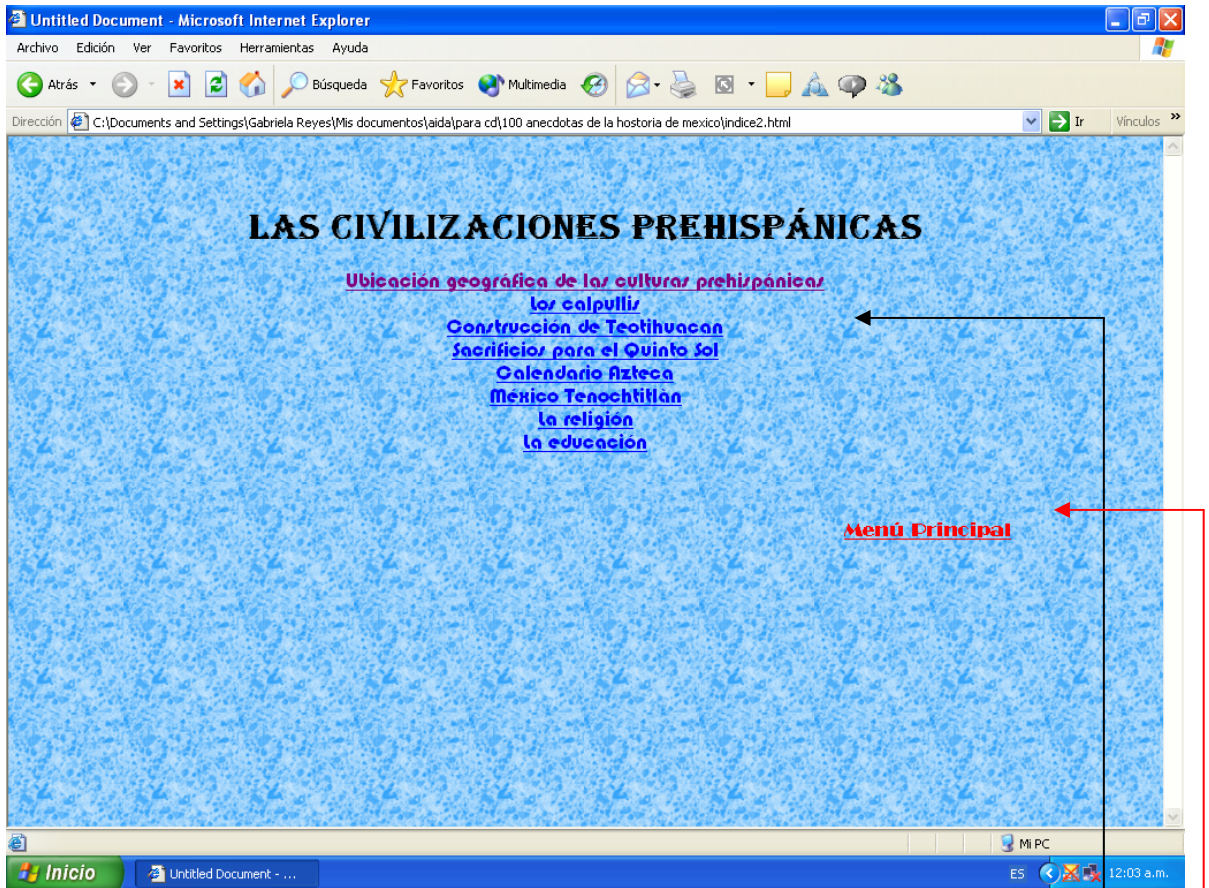 Untitled Document - Microsoft Internet Explorer
Archivo Edición Ver Favoritos Herramientas Ayuda
Atrás Búsqueda Favoritos Multimedia
Dirección C:\Documents and Settings\Gabriela Reyes\Mis documentos\aida\para cd\100 anecdotas de la hostoria de mexico\indice2.html Ir Vínculos »
LAS CIVILIZACIONES PREHISPÁNICAS
Ubicación geográfica de las culturas prehispánicas
Los calpullis
Construcción de Teotihuacan
Sacrificios para el Quinto Sol
Calendario Azteca
México Tenochtitlàn
La religión
La educación
Menú Principal
Mi PC
Inicio Untitled Document - ... ES 12:03 a.m.